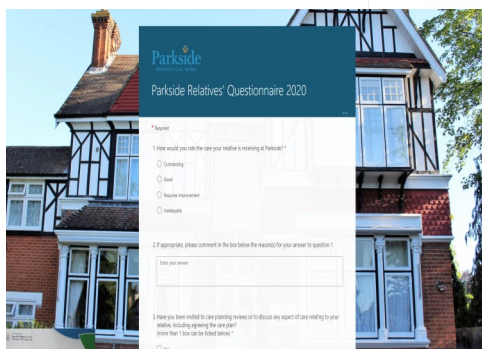 Parkside
RESIDENTIAL HOME
Parkside Relatives' Questionnaire 2020
* Required
1. How would you rate the care your relative is receiving at Parkside? *
Outstanding
Good
Requires improvement
Inadequate
2. If appropriate, please comment in the box below the reason(s) for your answer to question 1
Enter your answer
3. Have you been invited to care planning reviews or to discuss any aspect of care relating to your
relative, including agreeing the care plan?
(more than 1 box can be ticked below) *